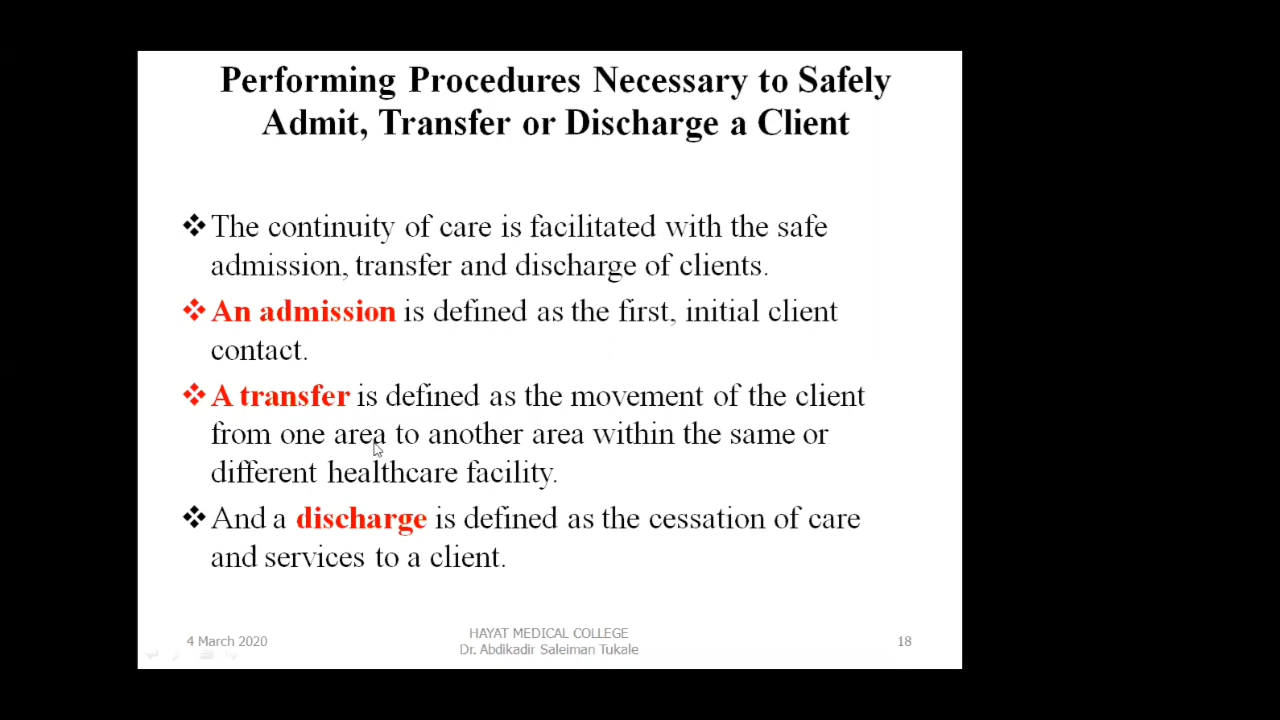 Performing Procedures Necessary to Safely
Admit, Transfer or Discharge a Client
❖The continuity of care is facilitated with the safe
admission, transfer and discharge of clients.
❖An admission is defined as the first, initial client
contact.
❖A transfer is defined as the movement of the client
from one area to another area within the same or
different healthcare facility.
❖And a discharge is defined as the cessation of care
and services to a client.
4 March 2020
HAYAT MEDICAL COLLEGE
Dr. Abdikadir Saleiman Tukale
18